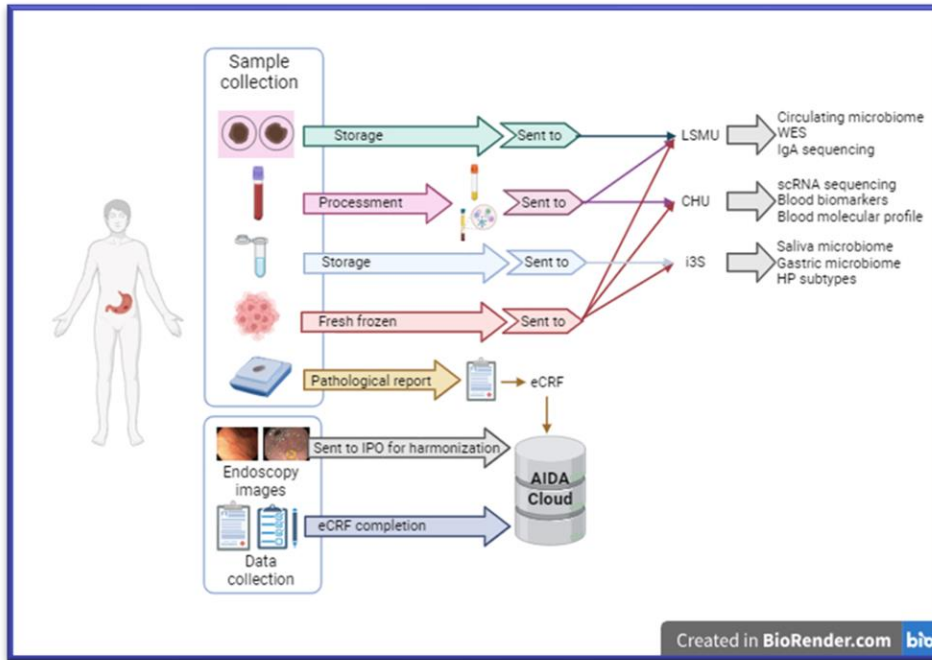 Sample
collection
Storage
Sent to
LSMU
Circulating microbiome
WES
IgA sequencing
Processment
Sent to
CHU
scRNA sequencing
Blood biomarkers
Blood molecular profile
Storage
Sent to
i3S
Saliva microbiome
Gastric microbiome
HP subtypes
Fresh frozen
Sent to
Pathological report
eCRF
Sent to IPO for harmonization
Endoscopy
images
AIDA
Cloud
eCRF completion
Data
collection
Created in BioRender.com
bio